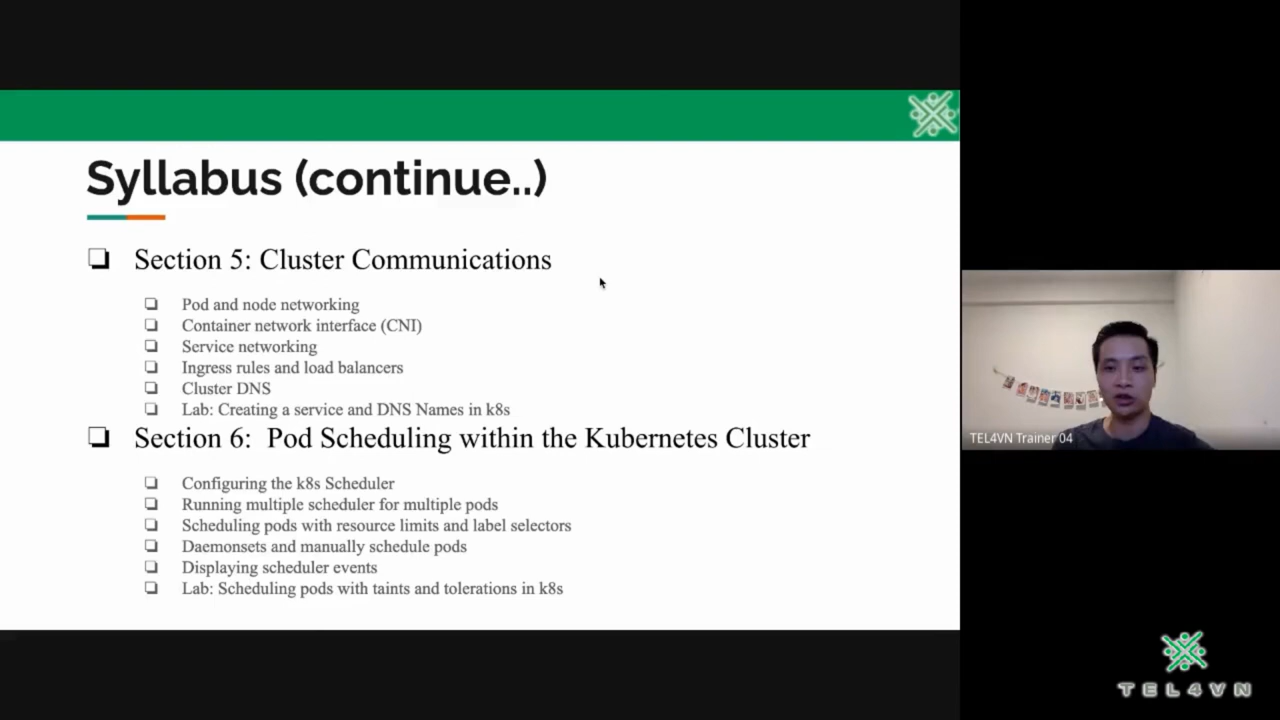 Syllabus (continue..)
Section 5: Cluster Communications
Pod and node networking
Container network interface (CNI)
Service networking
Ingress rules and load balancers
Cluster DNS
Lab: Creating a service and DNS Names in k8s
Section 6: Pod Scheduling within the Kubernetes Cluster
Configuring the k8s Scheduler
Running multiple scheduler for multiple pods
Scheduling pods with resource limits and label selectors
Daemonsets and manually schedule pods
Displaying scheduler events
Lab: Scheduling pods with taints and tolerations in k8s
TEL4VN Trainer 04
TEL4VN